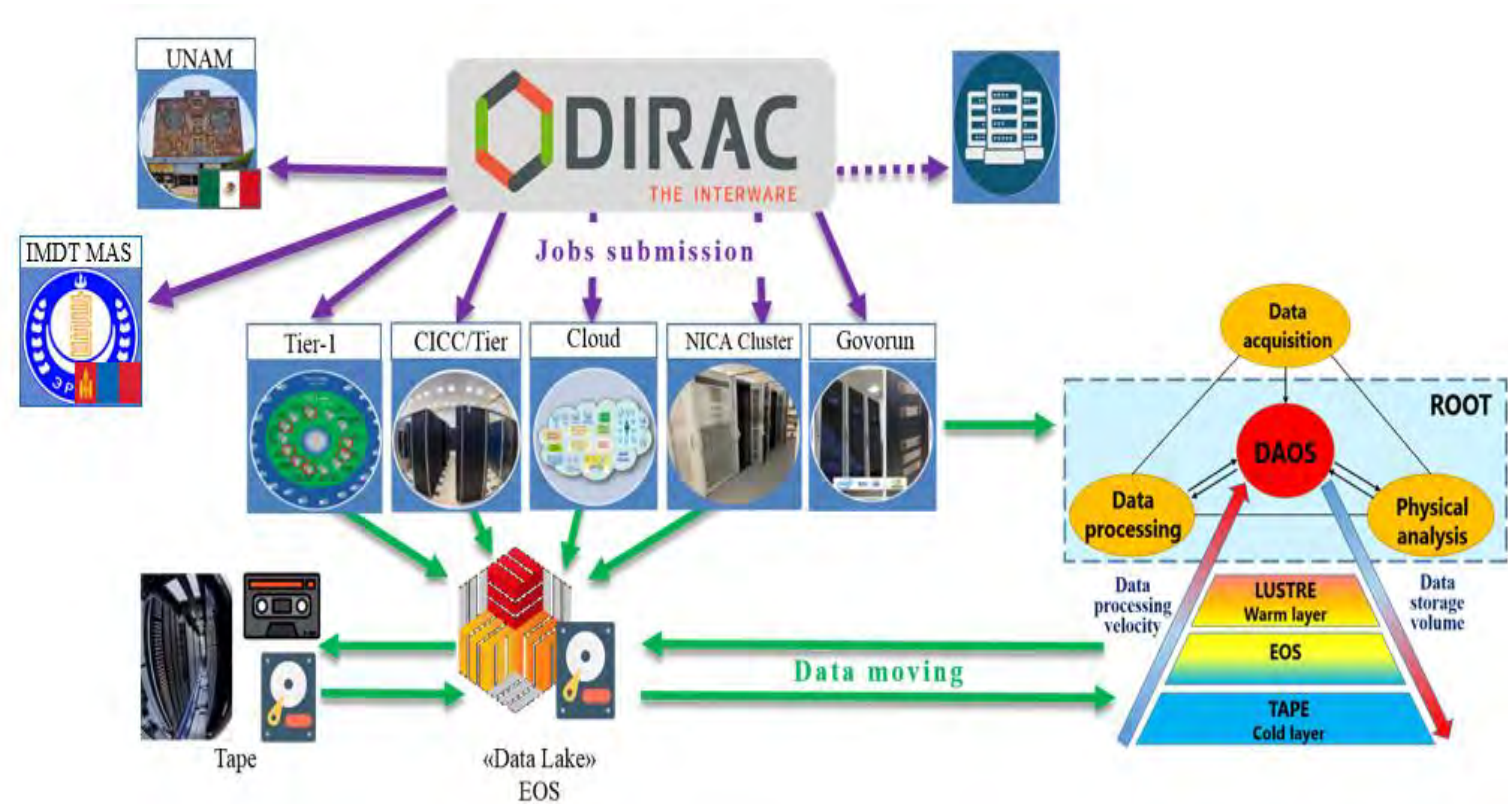 UNAM
DIRAC
THE INTERWARE
IMDT MAS
Jobs submission
Tier-1
CICC/Tier
Cloud
NICA Cluster
Govorun
Data
acquisition
ROOT
DAOS
Data
processing
Physical
analysis
Data
processing
velocity
LUSTRE
Warm layer
Data
storage
volume
EOS
Data moving
TAPE
Cold layer
Tape
«Data Lake»
EOS